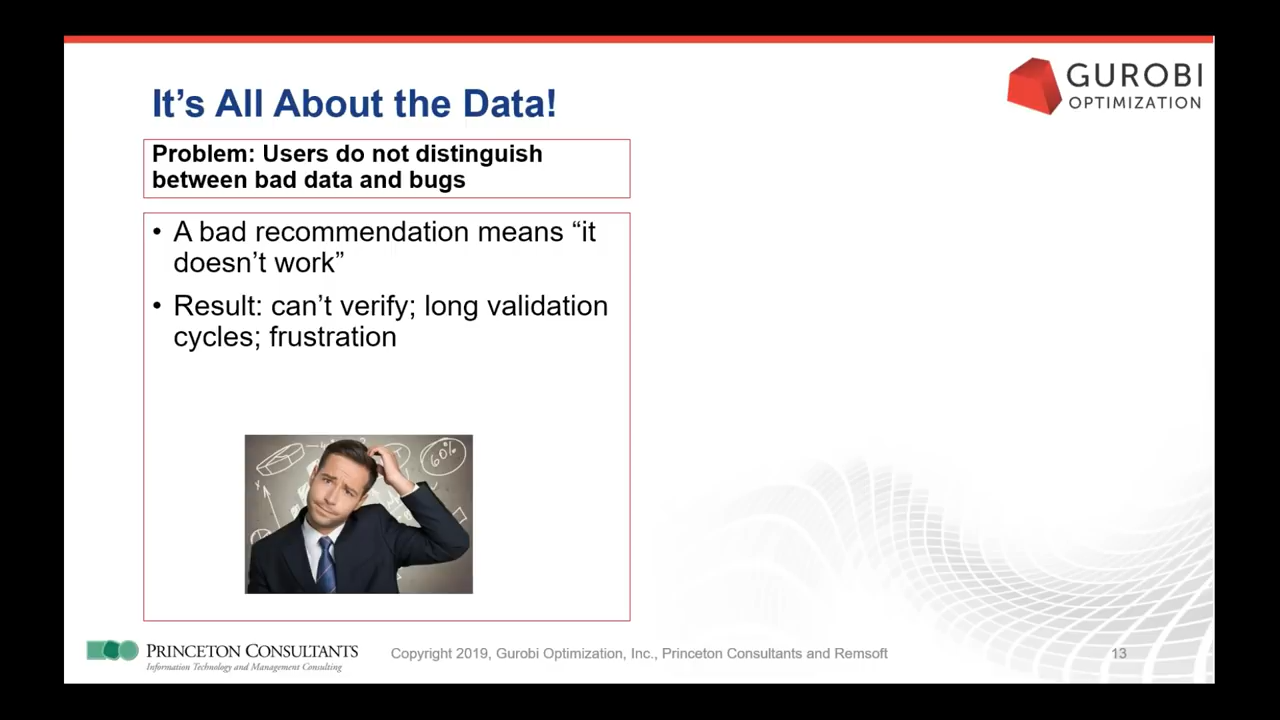 GUROBI
OPTIMIZATION
It’s All About the Data!
Problem: Users do not distinguish
between bad data and bugs
• A bad recommendation means “it
doesn’t work”
• Result: can’t verify; long validation
cycles; frustration
60%
PRINCETON CONSULTANTS
Information Technology and Management Consulting
Copyright 2019, Gurobi Optimization, Inc., Princeton Consultants and Remsoft
13